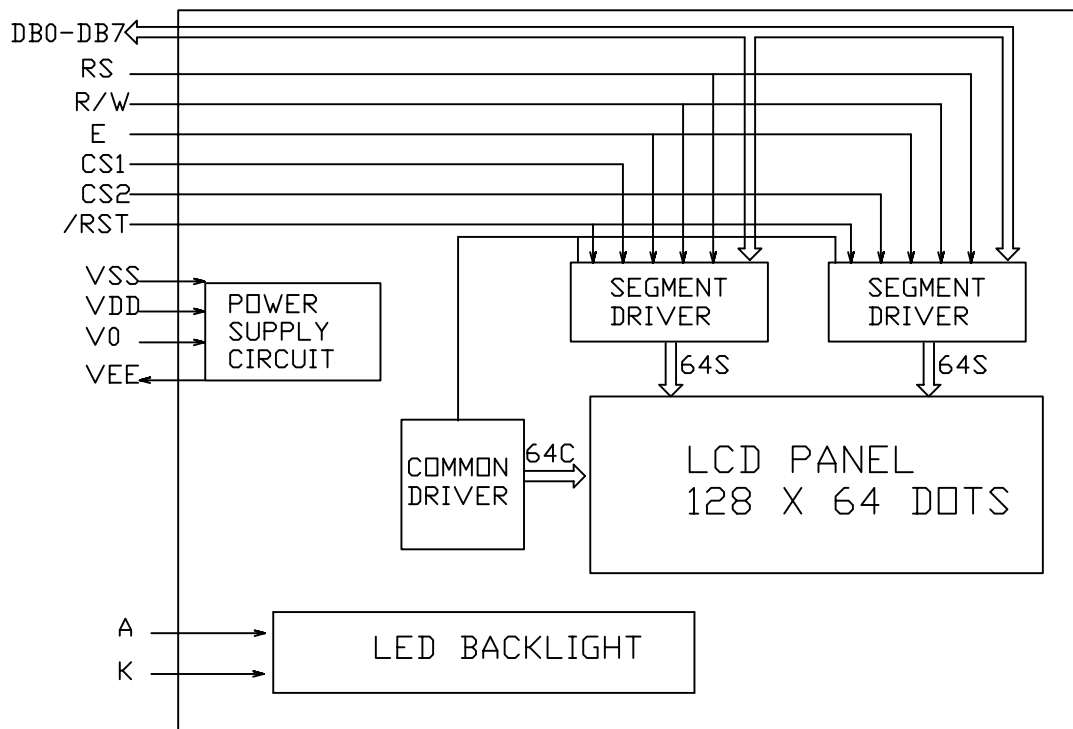 DB0-DB7
RS
R/W
E
CS1
CS2
/RST
VSS
VDD
V0
VEE
POWER
SUPPLY
CIRCUIT
SEGMENT
DRIVER
SEGMENT
DRIVER
64S
64S
COMMON
DRIVER
64C
LCD PANEL
128 X 64 DOTS
A
K
LED BACKLIGHT